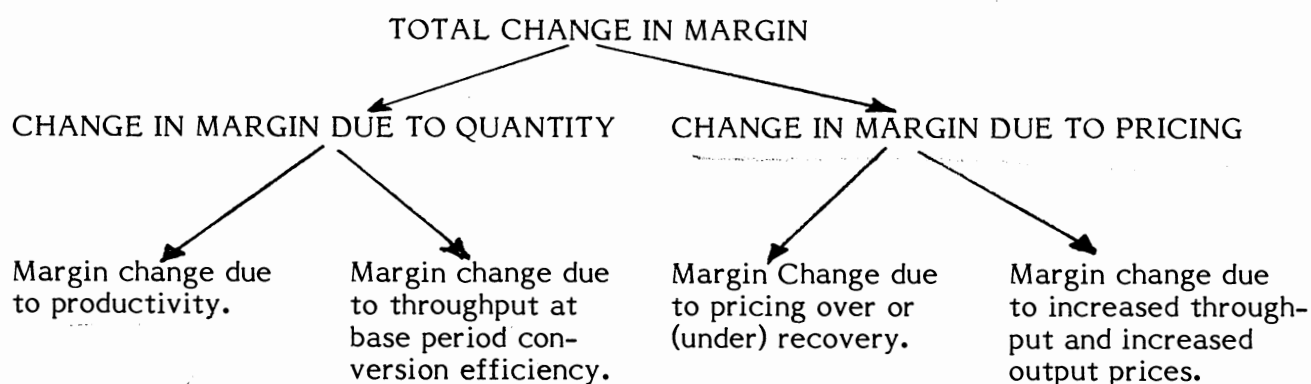 TOTAL CHANGE IN MARGIN
CHANGE IN MARGIN DUE TO QUANTITY
CHANGE IN MARGIN DUE TO PRICING
Margin change due
to productivity.
Margin change due
to throughput at
base period con-
version efficiency.
Margin Change due
to pricing over or
(under) recovery.
Margin change due
to increased through-
put and increased
output prices.